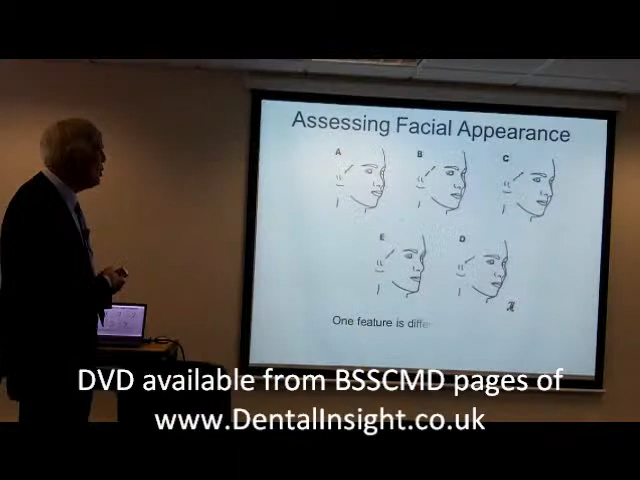 Assessing Facial Appearance
A
B
C
E
D
One feature is differ
DVD available from BSSCMD pages of
www.DentalInsight.co.uk